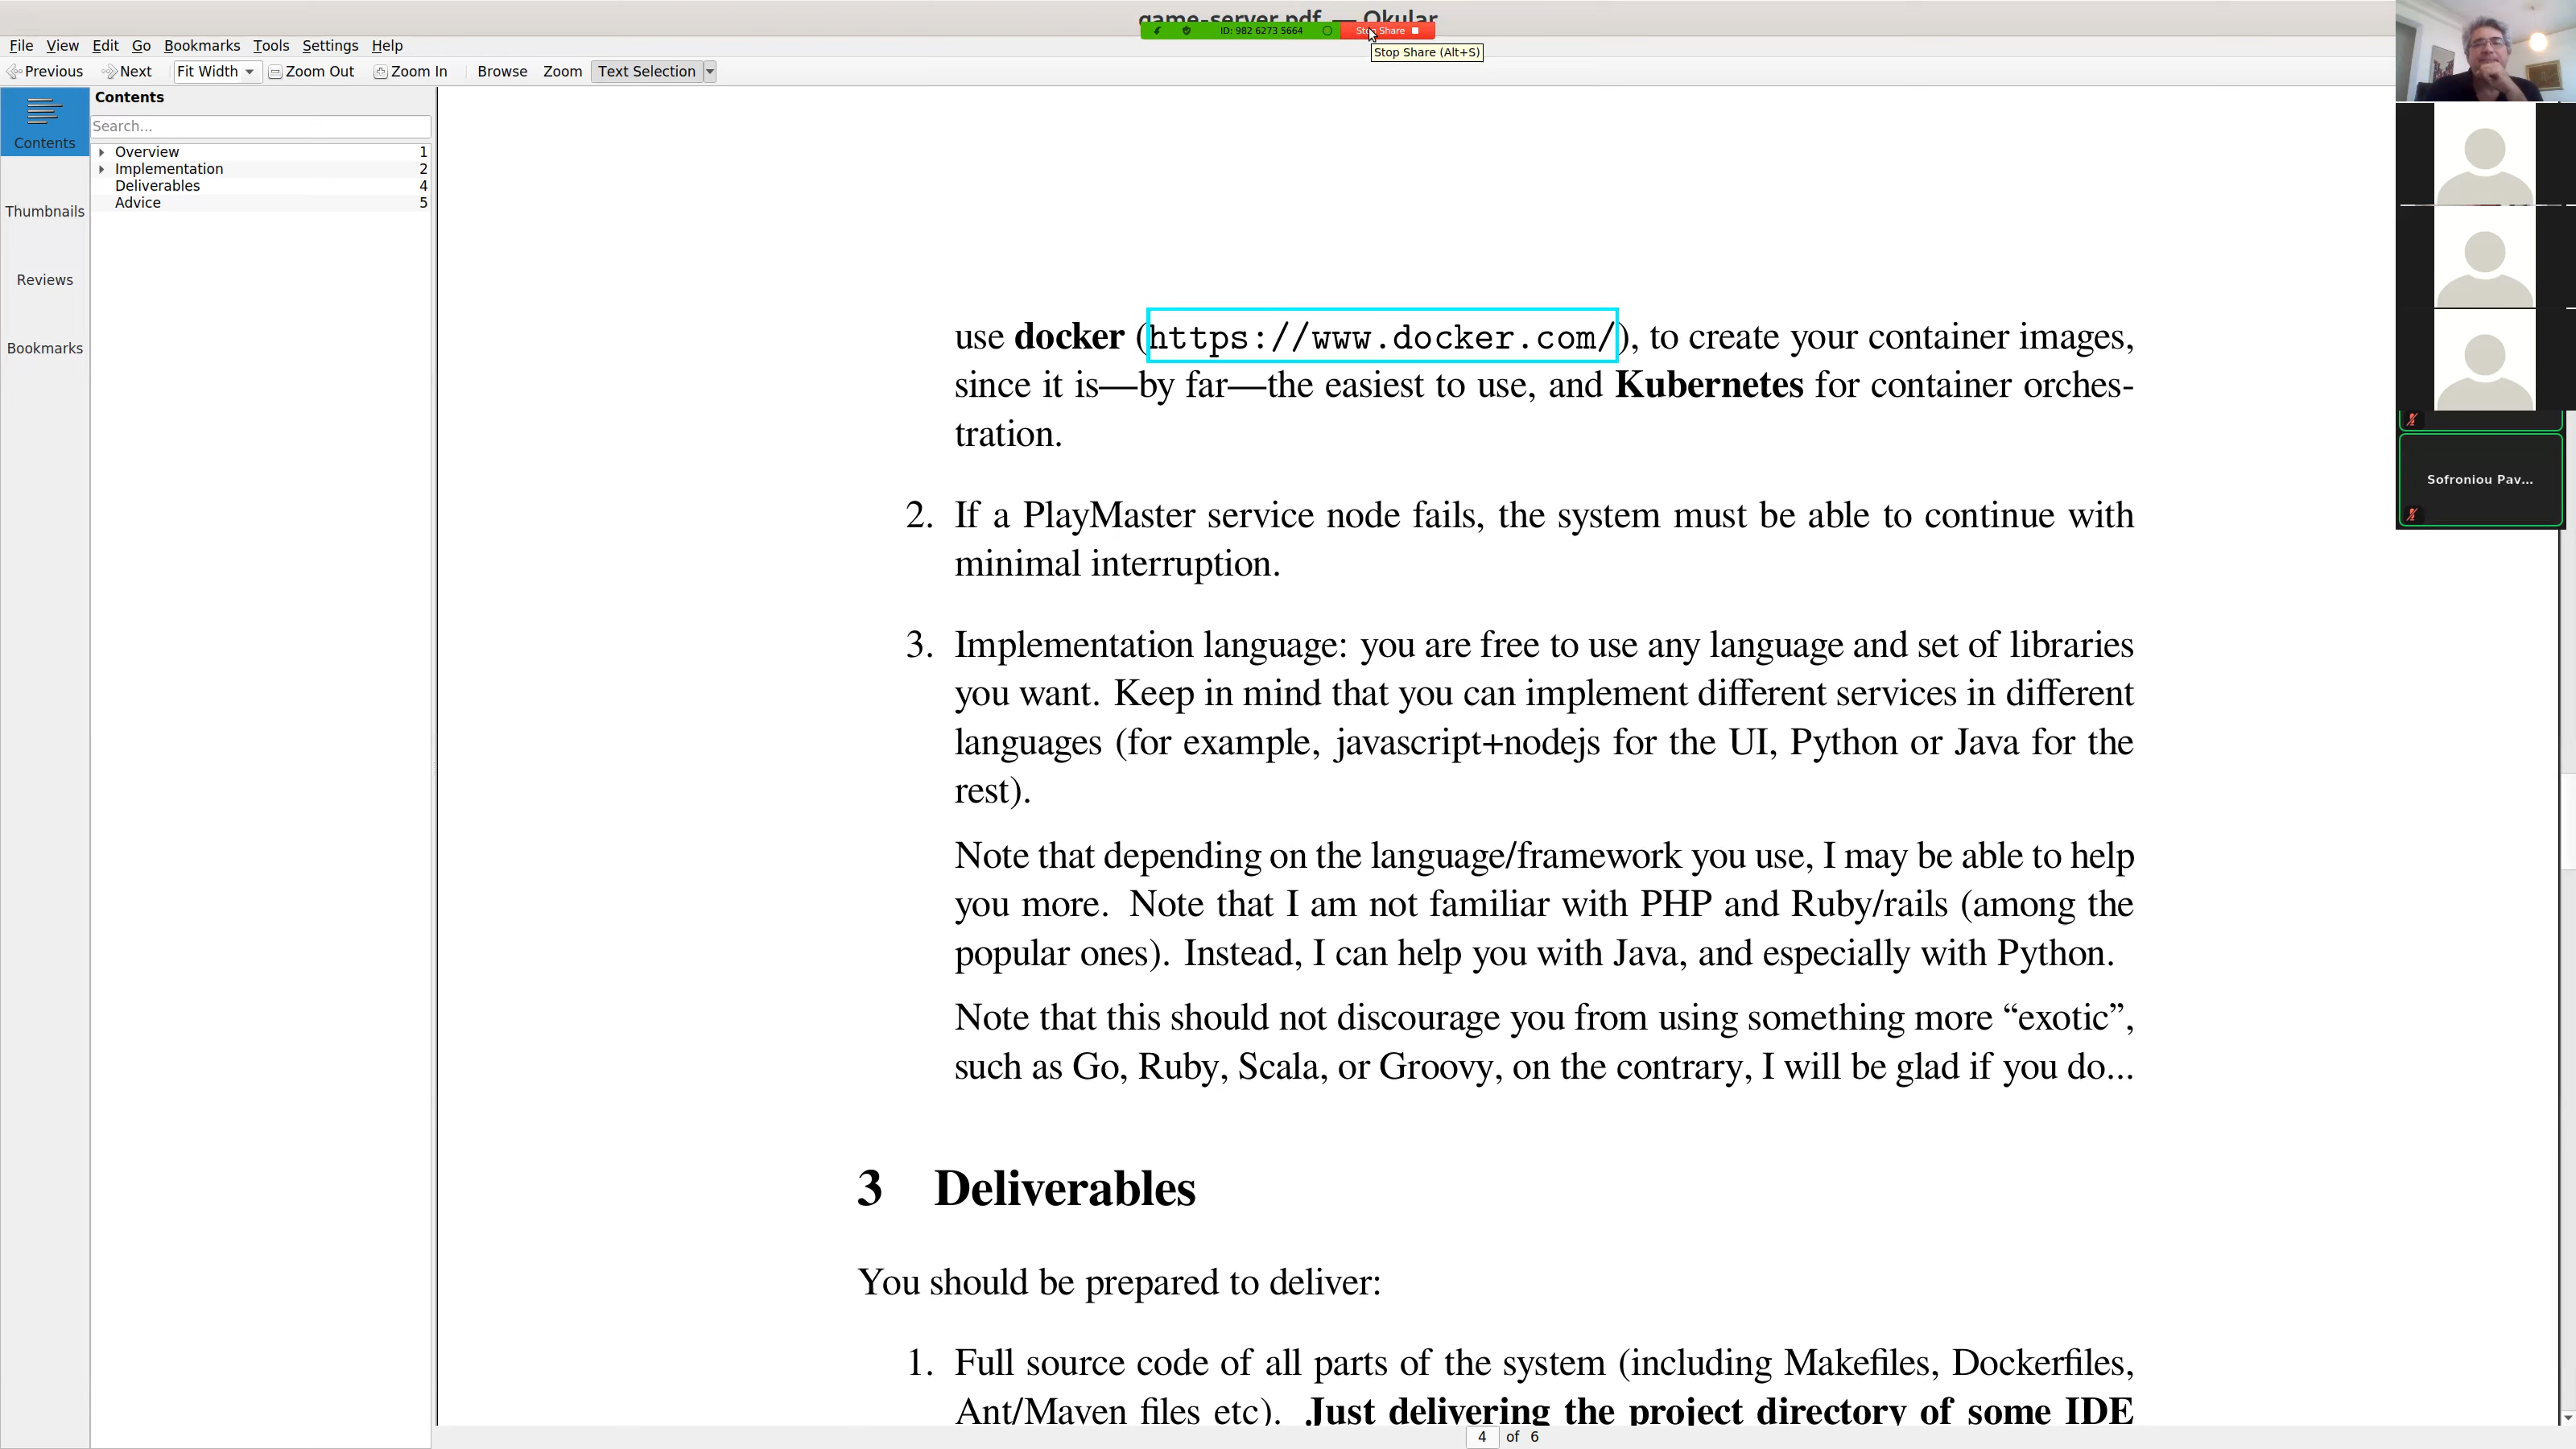 game-server.pdf — Okular
ID: 982 6273 5664
Stop Share
Stop Share (Alt+S)
File View Edit Go Bookmarks Tools Settings Help
Previous Next Fit Width Zoom Out Zoom In Browse Zoom Text Selection
Contents
Search...
Contents
Overview 1
Implementation 2
Deliverables 4
Advice 5
Thumbnails
Reviews
Bookmarks
use docker (https://www.docker.com/), to create your container images,
since it is—by far—the easiest to use, and Kubernetes for container orches-
tration.
2. If a PlayMaster service node fails, the system must be able to continue with
minimal interruption.
3. Implementation language: you are free to use any language and set of libraries
you want. Keep in mind that you can implement different services in different
languages (for example, javascript+nodejs for the UI, Python or Java for the
rest).
Note that depending on the language/framework you use, I may be able to help
you more. Note that I am not familiar with PHP and Ruby/rails (among the
popular ones). Instead, I can help you with Java, and especially with Python.
Note that this should not discourage you from using something more “exotic”,
such as Go, Ruby, Scala, or Groovy, on the contrary, I will be glad if you do...
3 Deliverables
You should be prepared to deliver:
1. Full source code of all parts of the system (including Makefiles, Dockerfiles,
Ant/Maven files etc). Just delivering the project directory of some IDE
4 of 6
Sofroniou Pav...